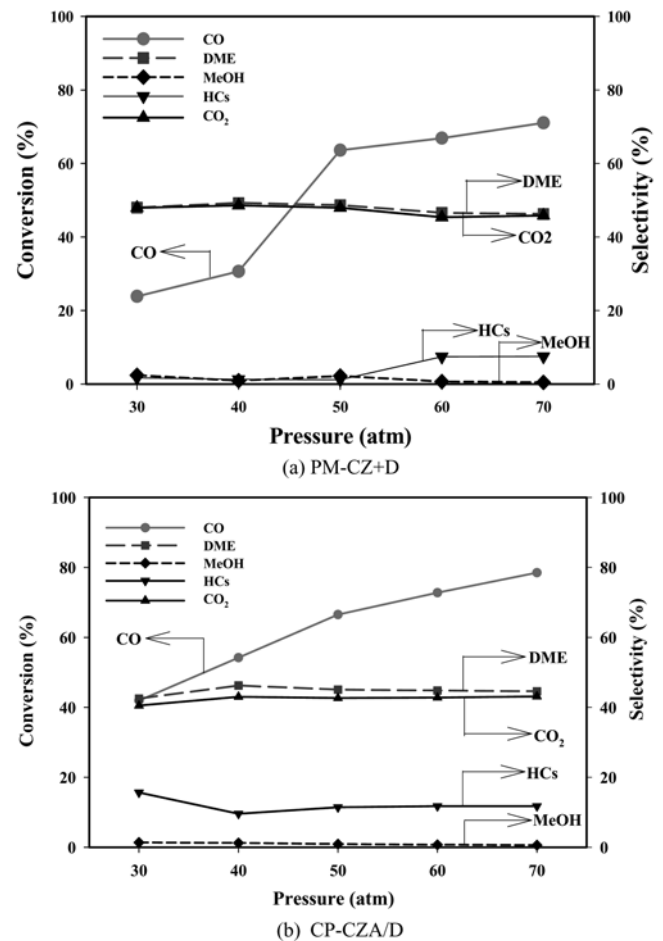 100
80
60
40
20
0
Conversion (%)
CO
DME
MeOH
HCs
CO2
CO
DME
CO2
HCs
MeOH
100
80
60
40
20
0
Selectivity (%)
30 40 50 60 70
Pressure (atm)
(a) PM-CZ+D
100
80
60
40
20
0
Conversion (%)
CO
DME
MeOH
HCs
CO2
CO
DME
CO2
HCs
MeOH
100
80
60
40
20
0
Selectivity (%)
30 40 50 60 70
Pressure (atm)
(b) CP-CZA/D